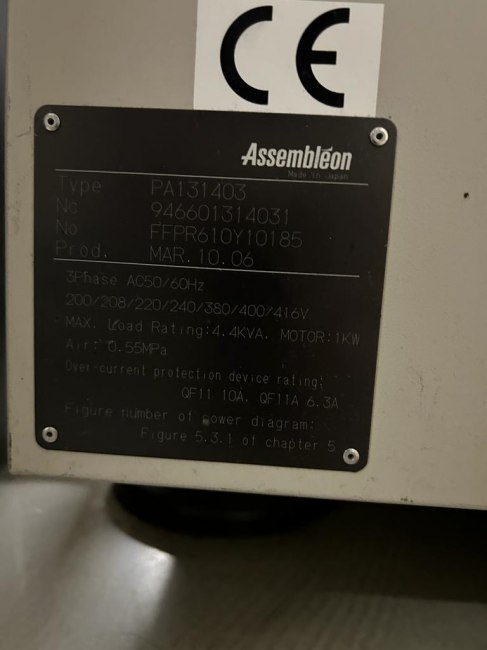 CE
Assembléon
Made in Japan
Type PA131403
Nc 946601314031
No FFPR610Y10185
Prod. MAR.10.06
3Phase AC50/60Hz
200/208/220/240/380/400/416V
MAX. Load Rating:4.4KVA, MOTOR:1KW
Air: 0.55MPa
Over-current protection device rating:
QF11 10A, QF11A 6.3A
Figure number of power diagram:
Figure 5.3.1 of chapter 5